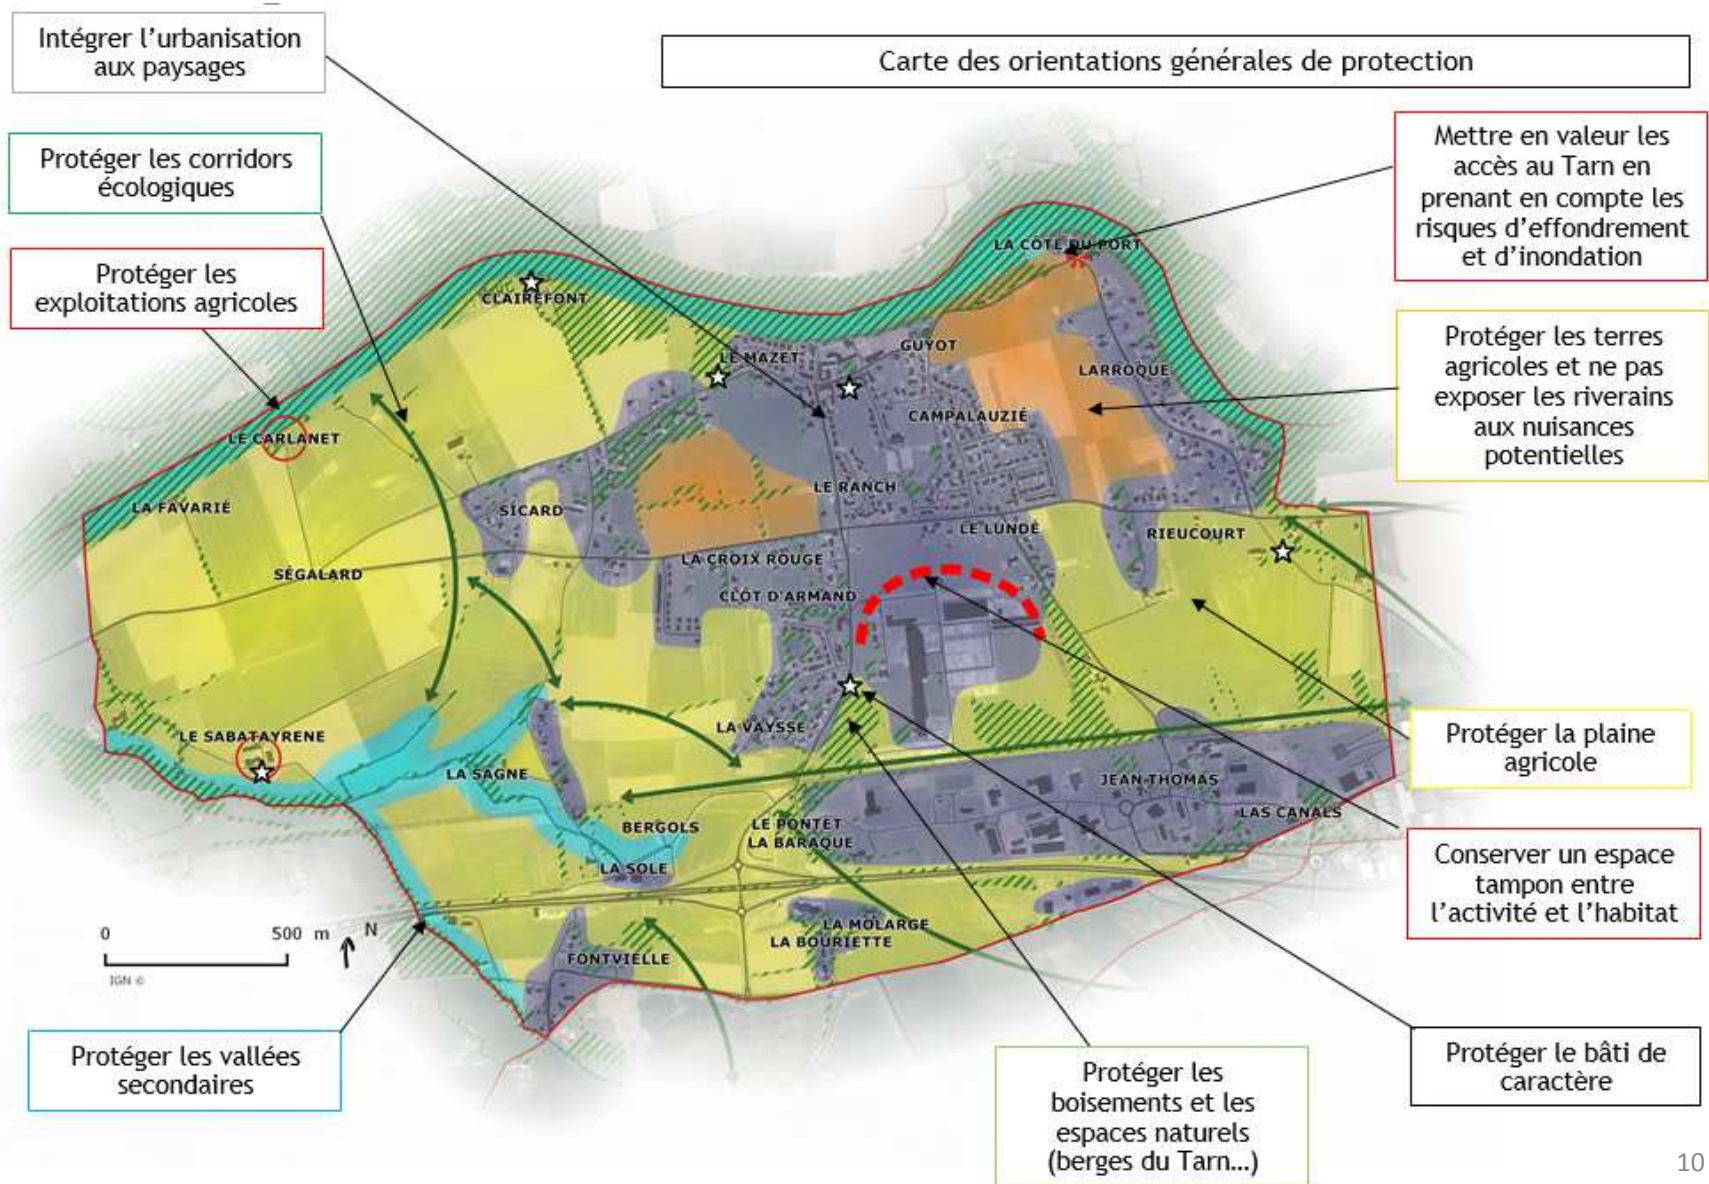 Intégrer l'urbanisation
aux paysages
Carte des orientations générales de protection
Protéger les corridors
écologiques
Mettre en valeur les
accès au Tarn en
prenant en compte les
risques d'effondrement
et d'inondation
Protéger les
exploitations agricoles
Protéger les terres
agricoles et ne pas
exposer les riverains
aux nuisances
potentielles
LA CÔTE DU PORT
CLAIREFONT
LE MAZET
GUYOT
LARROQUE
CAMPALAUZIÉ
LE CARLANET
LE RANCH
LA FAVARIÉ
SICARD
LE LUNDÉ
RIEUCOURT
LA CROIX ROUGE
SÉGALARD
CLÔT D'ARMAND
LA VAYSSE
LE SABATAYRENE
LA SAGNE
JEAN THOMAS
LAS CANALS
BERGOLS
LE PONTET
LA BARAQUE
LA SOLE
LA MOLARGE
LA BOURIETTE
FONTVIELLE
Protéger la plaine
agricole
Conserver un espace
tampon entre
l'activité et l'habitat
0 500 m N
IGN ©
Protéger les vallées
secondaires
Protéger les
boisements et les
espaces naturels
(berges du Tarn...)
Protéger le bâti de
caractère
10